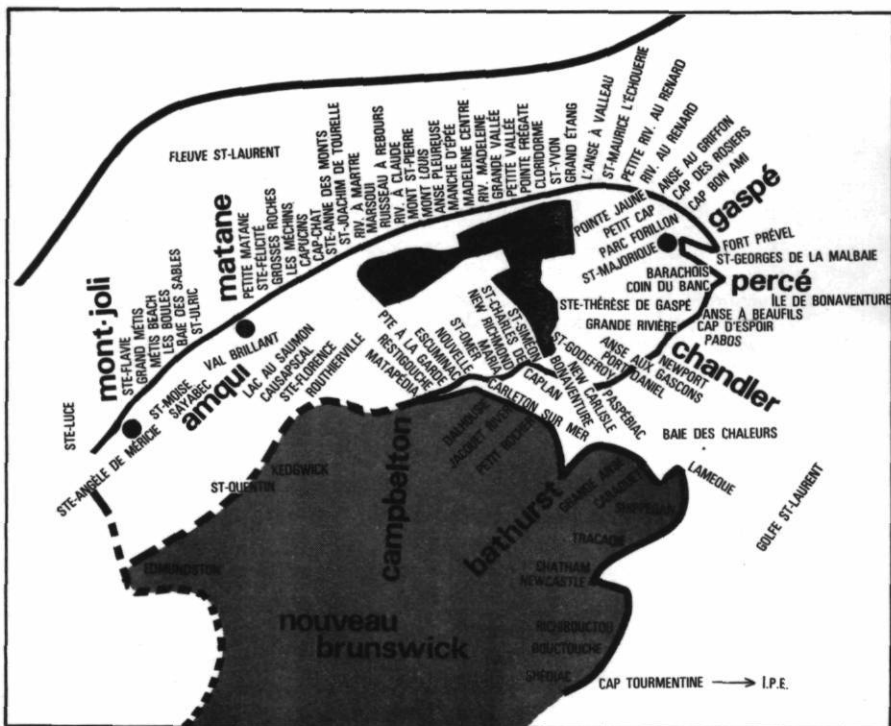 FLEUVE ST-LAURENT
mont-joli
STE-LUCE
STE-FLAVIE
GRAND MÉTIS
MÉTIS BEACH
LES BOULES
BAIE DES SABLES
ST-ULRIC
matane
PETITE MATANE
STE-FÉLICITÉ
GROSSES ROCHES
LES MÉCHINS
CAPUCINS
CAP-CHAT
STE-ANNE DES MONTS
ST-JOACHIM DE TOURELLE
RIV. À MARTRE
MARSOUI
RUISSEAU À REBOURS
RIV. À CLAUDE
MONT ST-PIERRE
MONT LOUIS
ANSE PLEUREUSE
MANCHE D'ÉPÉE
MADELEINE CENTRE
RIV. MADELEINE
GRANDE VALLÉE
PETITE VALLÉE
POINTE FRÉGATE
CLORIDORME
ST-YVON
GRAND ÉTANG
L'ANSE À VALLEAU
ST-MAURICE L'ÉCHOUERIE
PETITE RIV. AU RENARD
RIV. AU RENARD
ANSE AU GRIFFON
CAP DES ROSIERS
CAP BON AMI
gaspé
POINTE JAUNE
PETIT CAP
PARC FORILLON
ST-MAJORIQUE
FORT PRÉVEL
ST-GEORGES DE LA MALBAIE
BARACHOIS
COIN DU BANC
percé
ÎLE DE BONAVENTURE
STE-THÉRÈSE DE GASPÉ
ANSE À BEAUFILS
GRANDE RIVIÈRE
CAP D'ESPOIR
PABOS
chandler
NEWPORT
ANSE AUX GASCONS
PORT DANIEL
ST-GODEFROY
PASPÉBIAC
NEW CARLISLE
BONAVENTURE
ST-SIMÉON
CAPLAN
ST-CHARLES DE
NEW RICHMOND
MARIA
CARLETON SUR MER
ST-OMER
NOUVELLE
ESCUMINAC
PTE À LA GARDE
RESTIGOUCHE
MATAPÉDIA
ROUTHIERVILLE
STE-FLORENCE
CAUSAPSCAL
LAC AU SAUMON
amqui
VAL BRILLANT
SAYABEC
ST-MOISE
STE-ANGÈLE DE MÉRICIE
BAIE DES CHALEURS
GOLFE ST-LAURENT
KEDGWICK
ST-QUENTIN
EDMUNDSTON
campbelton
DALHOUSIE
JACQUET RIVER
PETIT ROCHER
bathurst
GRANDE ANSE
CARAQUET
SHIPPEGAN
LAMEQUE
TRACADIE
CHATHAM
NEWCASTLE
nouveau
brunswick
RICHIBOUCTOU
BOUCTOUCHE
SHEDIAC
CAP TOURMENTINE → I.P.E.